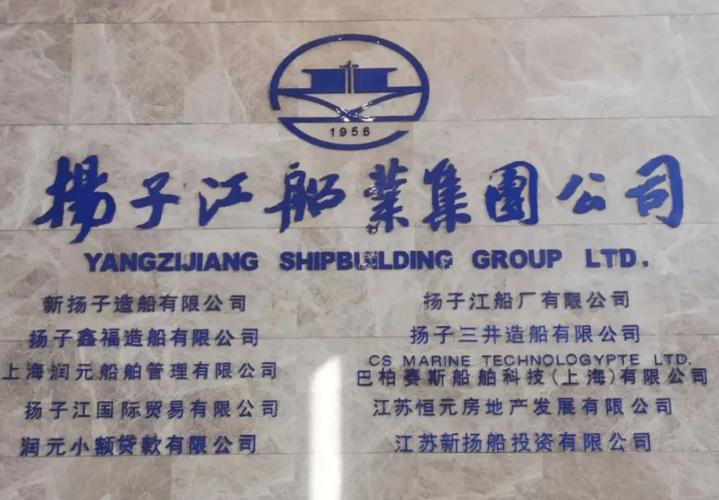 1956
揚子江船業集團公司
YANGZIJIANG SHIPBUILDING GROUP LTD.
新扬子造船有限公司
扬子江船厂有限公司
扬子鑫福造船有限公司
扬子三井造船有限公司
上海润元船舶管理有限公司
CS MARINE TECHNOLOGYPTE LTD.
巴柏赛斯船舶科技(上海)有限公司
扬子江国际贸易有限公司
江苏恒元房地产发展有限公司
润元小额贷款有限公司
江苏新扬船投资有限公司